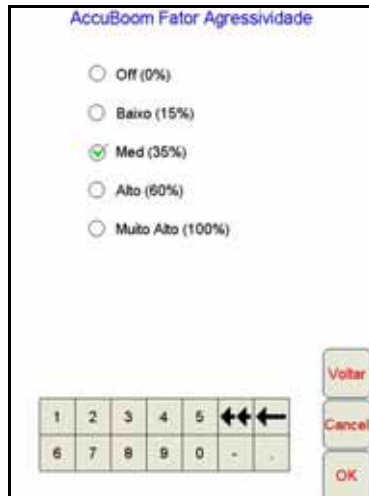 AccuBoom Fator Agressividade
Off (0%)
Baixo (15%)
Med (35%)
Alto (60%)
Muito Alto (100%)
Voltar
1 2 3 4 5
Cancel
6 7 8 9 0 - .
OK